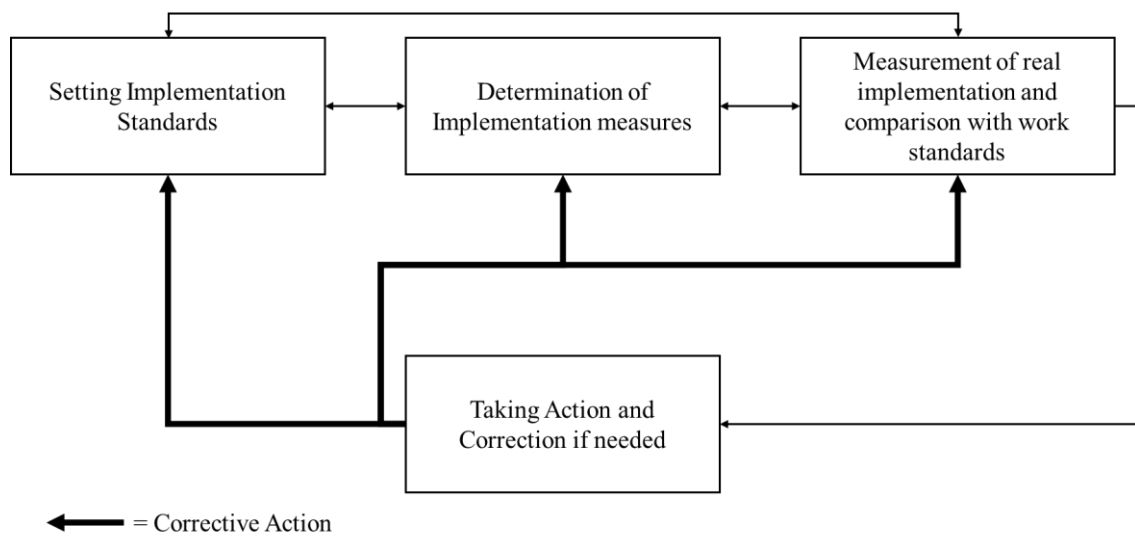 Setting Implementation
Standards
Determination of
Implementation measures
Measurement of real
implementation and
comparison with work
standards
Taking Action and
Correction if needed
= Corrective Action